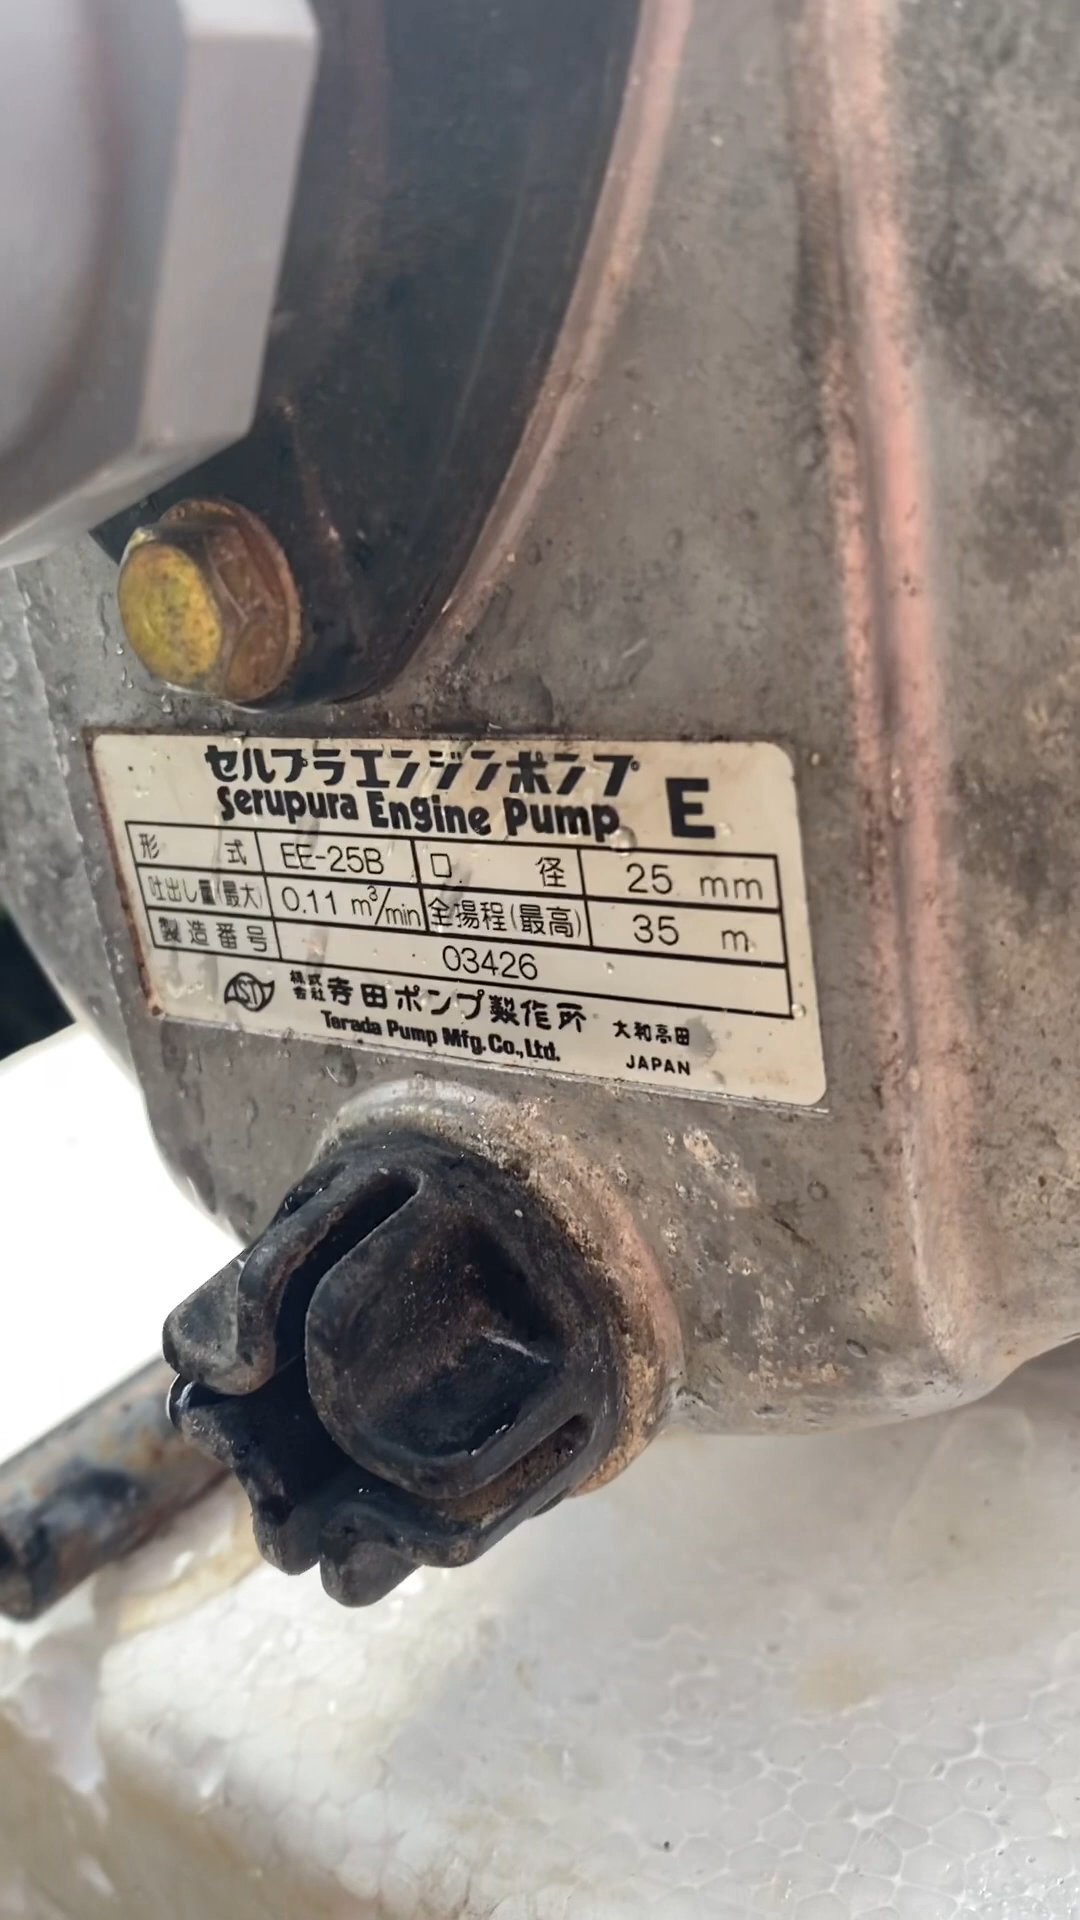 セルプラエンジンポンプ
Serupura Engine Pump E
形 式 EE-25B 口 径 25 mm
吐出し量(最大) 0.11 m³/min 全揚程(最高) 35 m
製造番号 03426
ST 株式会社 寺田ポンプ製作所 大和高田
Terada Pump Mfg. Co., Ltd. JAPAN